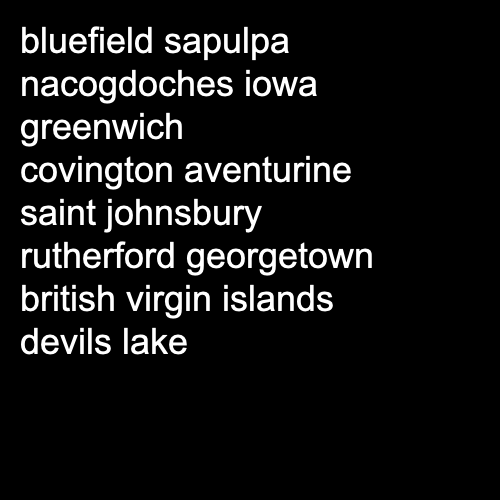 bluefield sapulpa
nacogdoches iowa
greenwich
covington aventurine
saint johnsbury
rutherford georgetown
british virgin islands
devils lake